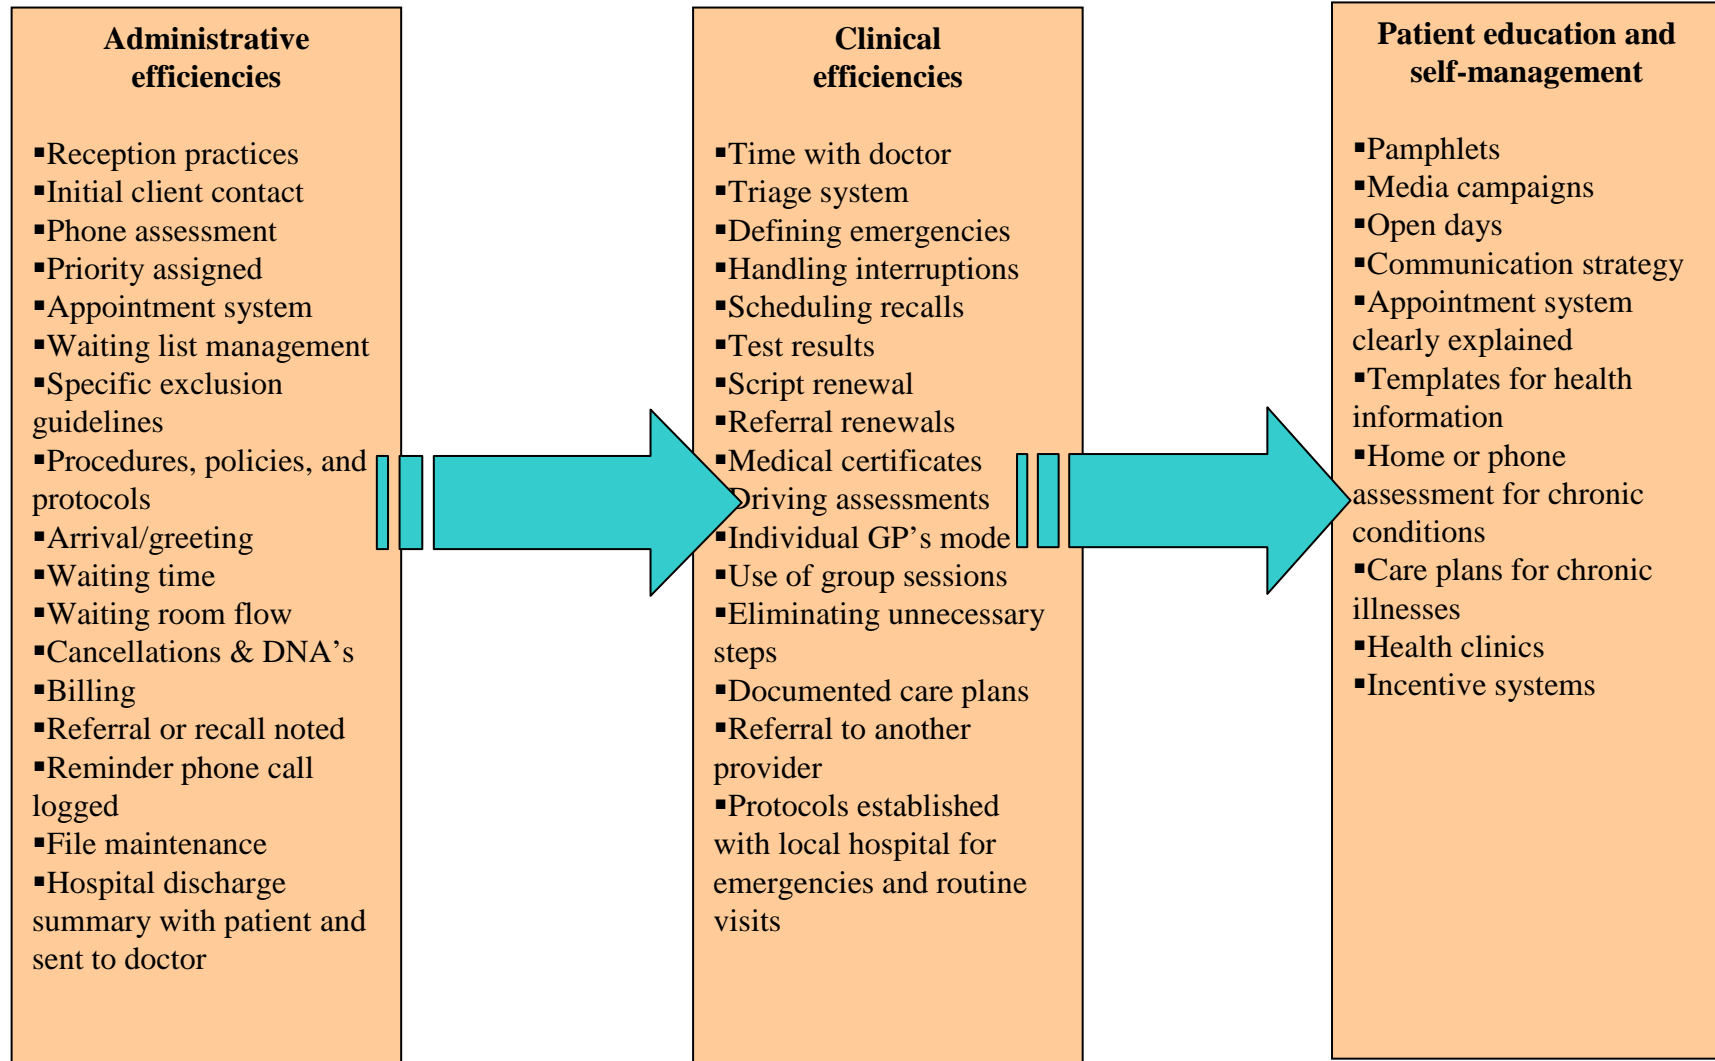 Administrative
efficiencies
▪Reception practices
▪Initial client contact
▪Phone assessment
▪Priority assigned
▪Appointment system
▪Waiting list management
▪Specific exclusion
guidelines
▪Procedures, policies, and
protocols
▪Arrival/greeting
▪Waiting time
▪Waiting room flow
▪Cancellations & DNA’s
▪Billing
▪Referral or recall noted
▪Reminder phone call
logged
▪File maintenance
▪Hospital discharge
summary with patient and
sent to doctor
Clinical
efficiencies
▪Time with doctor
▪Triage system
▪Defining emergencies
▪Handling interruptions
▪Scheduling recalls
▪Test results
▪Script renewal
▪Referral renewals
▪Medical certificates
▪Driving assessments
▪Individual GP’s mode
▪Use of group sessions
▪Eliminating unnecessary
steps
▪Documented care plans
▪Referral to another
provider
▪Protocols established
with local hospital for
emergencies and routine
visits
Patient education and
self-management
▪Pamphlets
▪Media campaigns
▪Open days
▪Communication strategy
▪Appointment system
clearly explained
▪Templates for health
information
▪Home or phone
assessment for chronic
conditions
▪Care plans for chronic
illnesses
▪Health clinics
▪Incentive systems